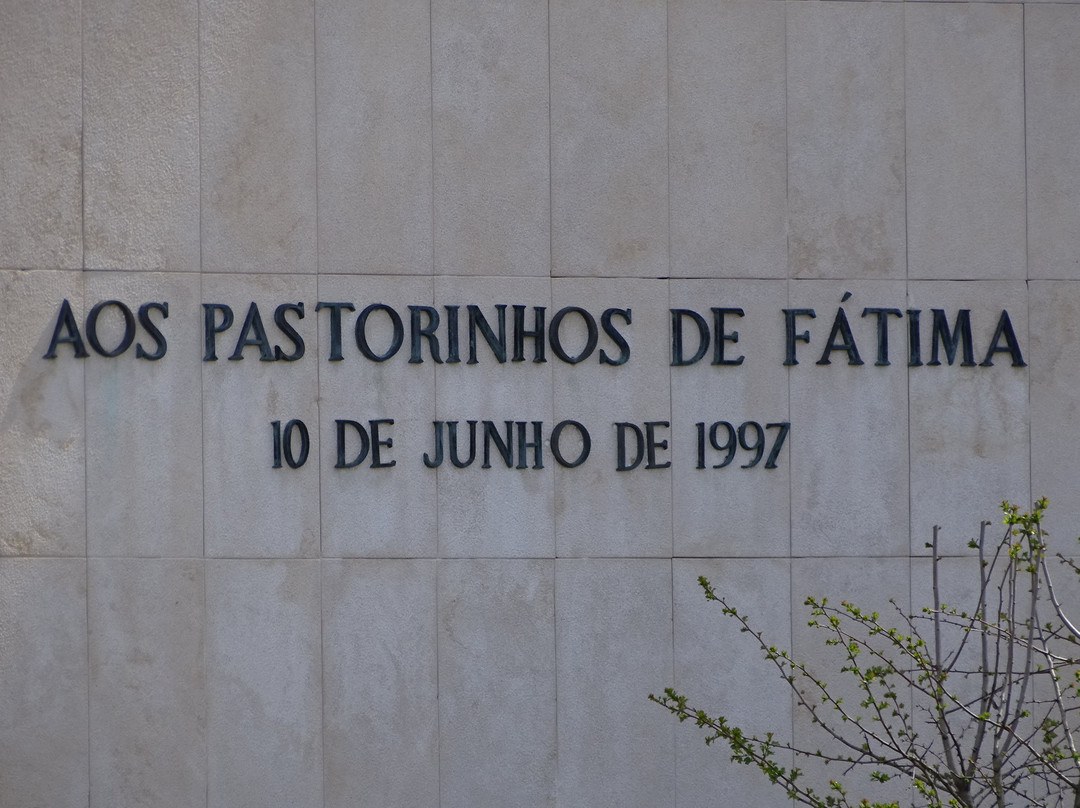 AOS PASTORINHOS DE FÁTIMA
10 DE JUNHO DE 1997